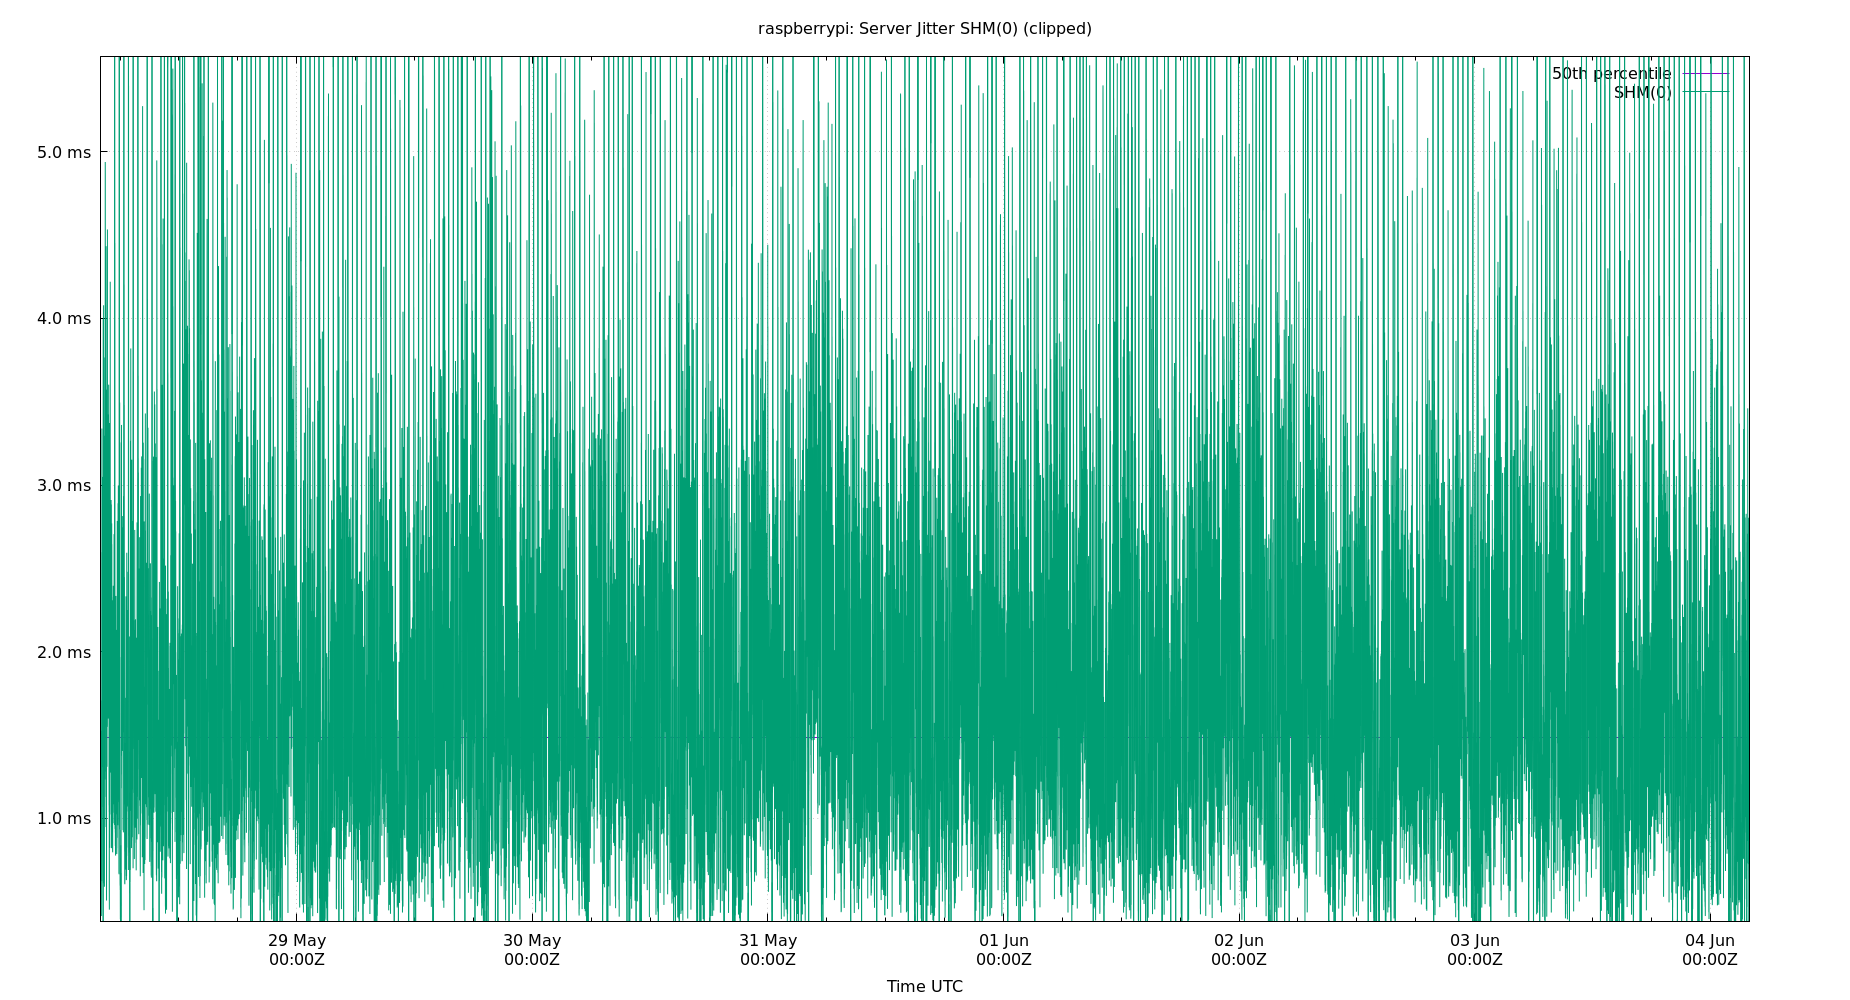 raspberrypi: Server Jitter SHM(0) (clipped)
50th percentile
SHM(0)
5.0 ms
4.0 ms
3.0 ms
2.0 ms
1.0 ms
29 May
00:00Z
30 May
00:00Z
31 May
00:00Z
01 Jun
00:00Z
02 Jun
00:00Z
03 Jun
00:00Z
04 Jun
00:00Z
Time UTC